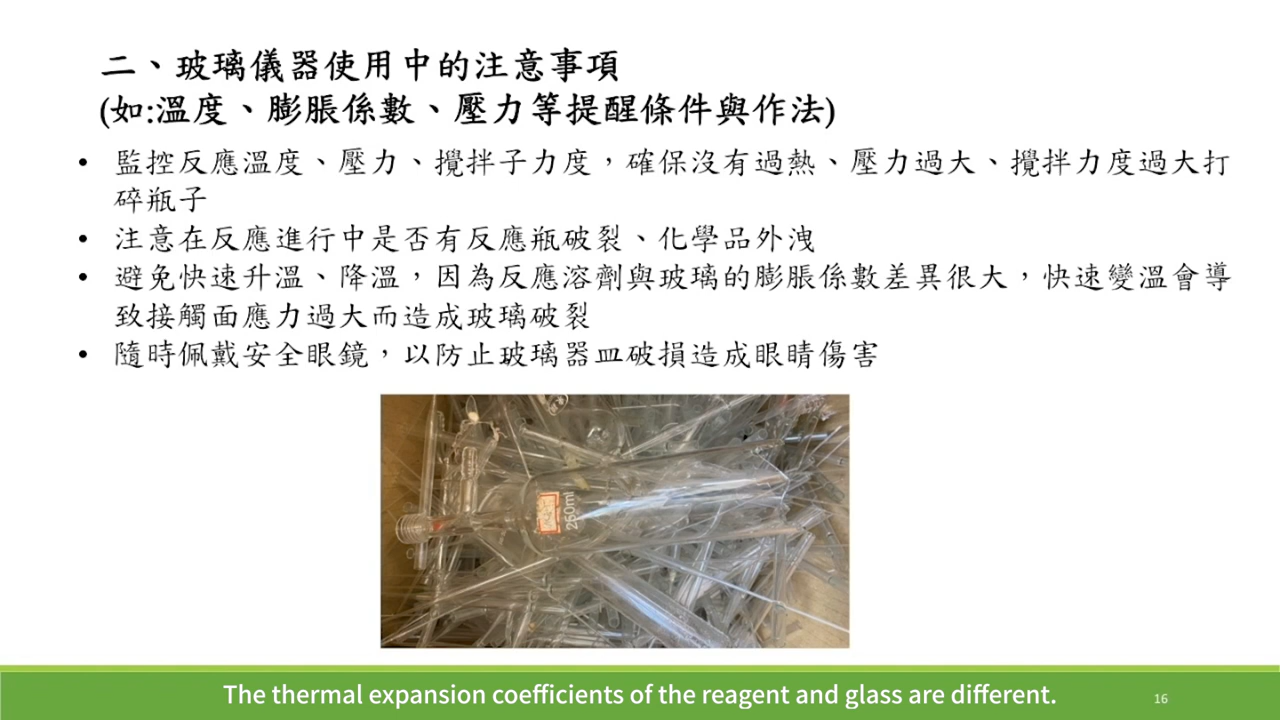 二、玻璃儀器使用中的注意事項
(如:溫度、膨脹係數、壓力等提醒條件與作法)
• 監控反應溫度、壓力、攪拌子力度，確保沒有過熱、壓力過大、攪拌力度過大打
碎瓶子
• 注意在反應進行中是否有反應瓶破裂、化學品外洩
• 避免快速升溫、降溫，因為反應溶劑與玻璃的膨脹係數差異很大，快速變溫會導
致接觸面應力過大而造成玻璃破裂
• 隨時佩戴安全眼鏡，以防止玻璃器皿破損造成眼睛傷害
250ml
The thermal expansion coefficients of the reagent and glass are different.
16